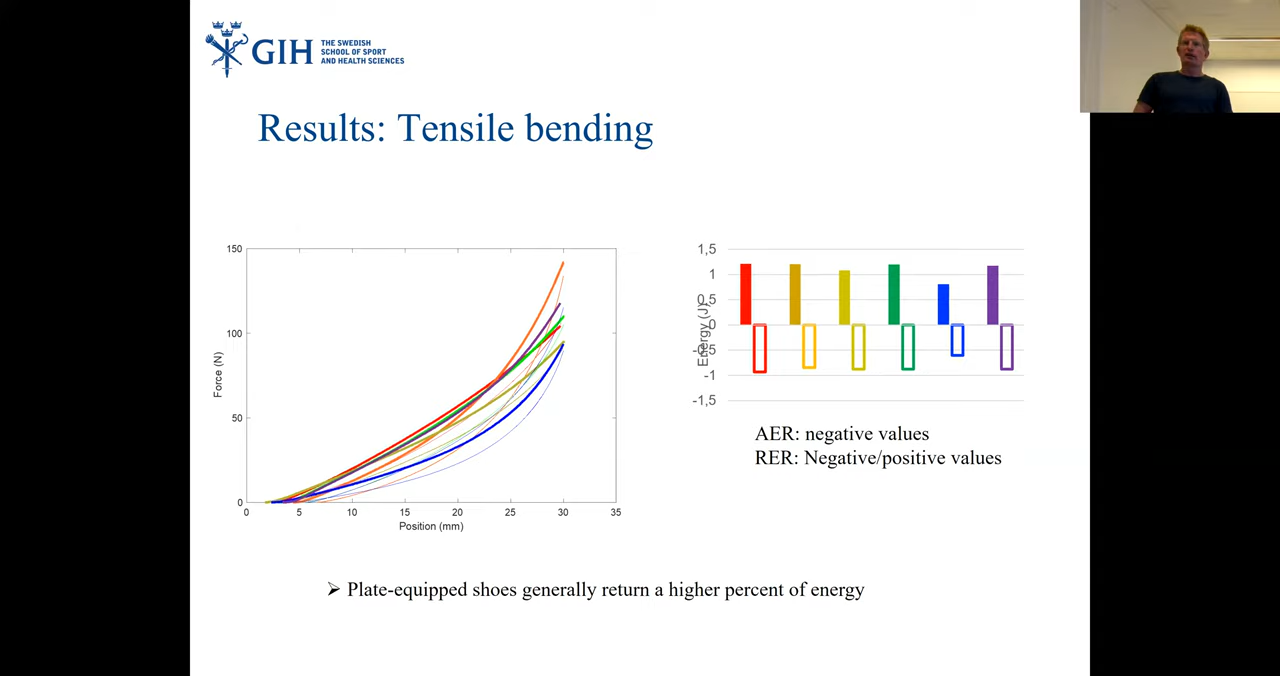 GIH
THE SWEDISH
SCHOOL OF SPORT
AND HEALTH SCIENCES
Results: Tensile bending
150
100
50
0
Force (N)
0 5 10 15 20 25 30 35
Position (mm)
1,5
1
0,5
0
-0,5
-1
-1,5
Energy (J)
AER: negative values
RER: Negative/positive values
➢ Plate-equipped shoes generally return a higher percent of energy